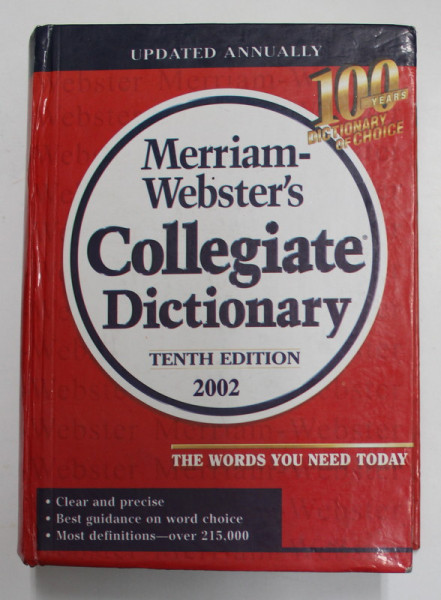 UPDATED ANNUALLY
100
YEARS
DICTIONARY
OF CHOICE
Merriam-
Webster's
Collegiate®
Dictionary
TENTH EDITION
2002
THE WORDS YOU NEED TODAY
• Clear and precise
• Best guidance on word choice
• Most definitions—over 215,000